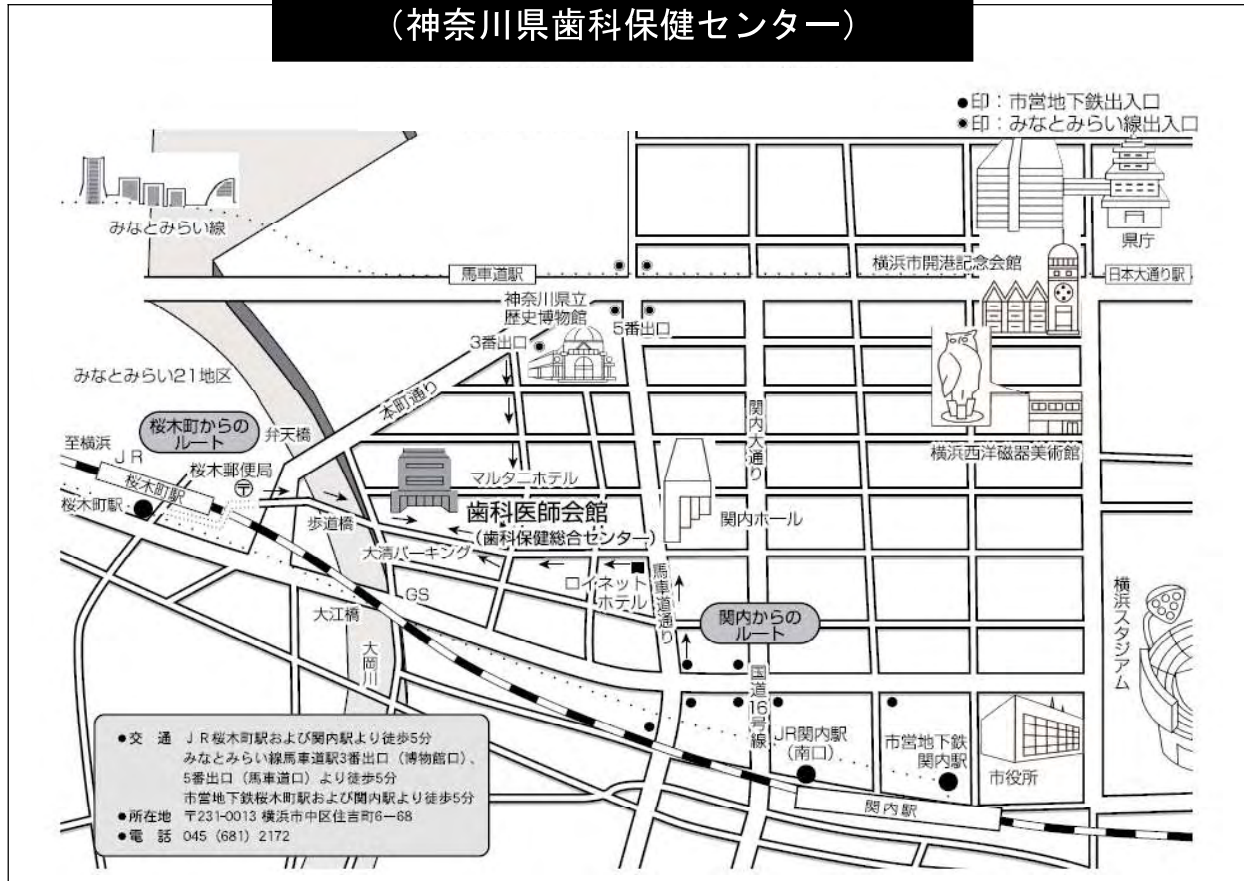 （神奈川県歯科保健センター）
●印：市営地下鉄出入口
◉印：みなとみらい線出入口
みなとみらい線
県庁
横浜市開港記念会館
馬車道駅
日本大通り駅
神奈川県立
歴史博物館
5番出口
3番出口
みなとみらい21地区
本町通り
関内大通り
桜木町からの
ルート
弁天橋
至横浜
JR
桜木郵便局
〒
桜木町駅
桜木町駅
横浜西洋磁器美術館
マルタニホテル
歯科医師会館
（歯科保健総合センター）
関内ホール
歩道橋
大清パーキング
ロイネット
ホテル
馬車道通り
横浜スタジアム
GS
大江橋
関内からの
ルート
大岡川
国道16号線
JR関内駅
（南口）
市営地下鉄
関内駅
市役所
関内駅
●交　通　ＪＲ桜木町駅および関内駅より徒歩5分
みなとみらい線馬車道駅3番出口（博物館口）、
5番出口（馬車道口）より徒歩5分
市営地下鉄桜木町駅および関内駅より徒歩5分
●所在地　〒231-0013 横浜市中区住吉町6－68
●電　話　045（681）2172